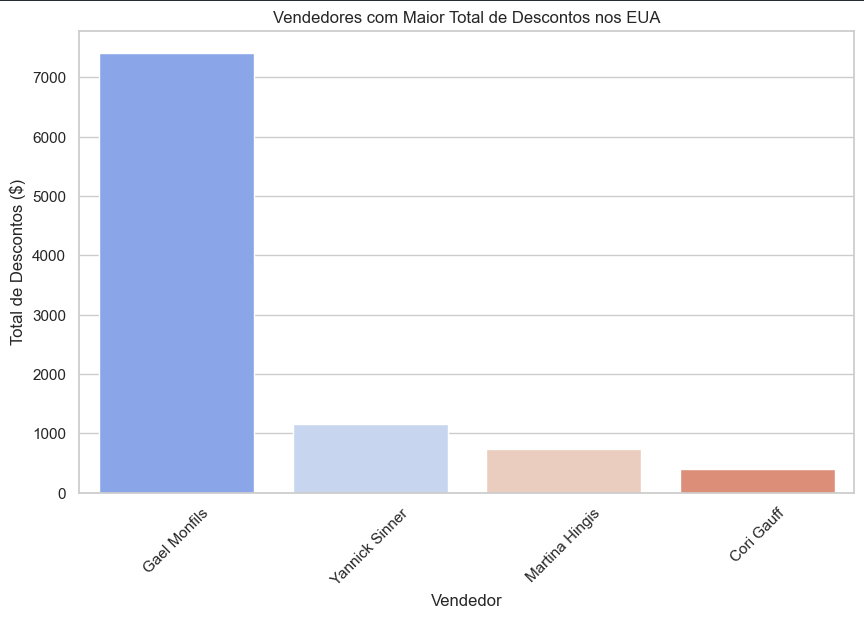 Vendedores com Maior Total de Descontos nos EUA
Total de Descontos ($)
7000
6000
5000
4000
3000
2000
1000
0
Gael Monfils
Yannick Sinner
Martina Hingis
Cori Gauff
Vendedor